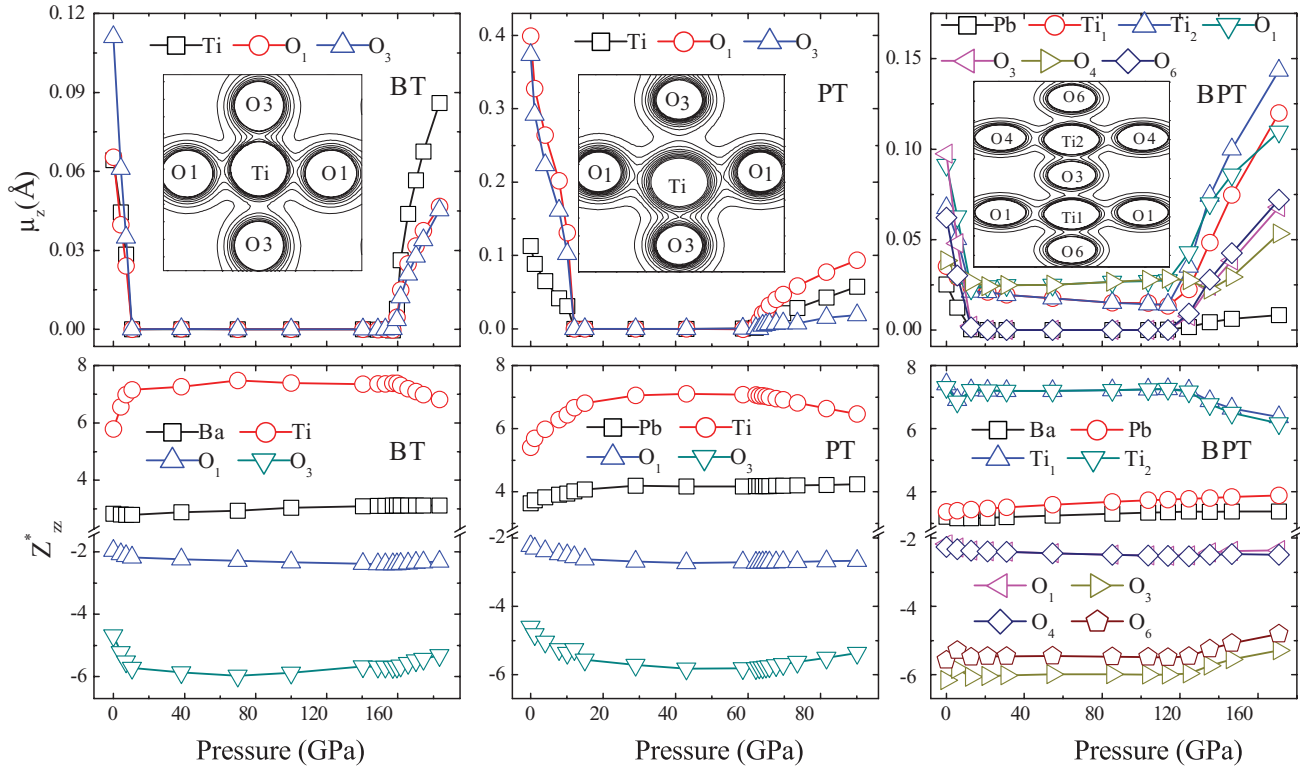 0.12
0.09
0.06
0.03
0.00
μz(Å)
Ti O1 O3
BT
O3
O1 Ti O1
O3
0.4
0.3
0.2
0.1
0.0
Ti O1 O3
PT
O3
O1 Ti O1
O3
0.15
0.10
0.05
0.00
Pb Ti1 Ti2 O1
O3 O4 O6
BPT
O6
O4 Ti2 O4
O3
O1 Ti1 O1
O6
8
6
4
-2
-4
-6
Z*zz
Ba Ti
O1 O3
BT
0 40 80 120 160
Pressure (GPa)
8
6
4
-2
-4
-6
Pb Ti
O1 O3
PT
0 20 40 60 80
Pressure (GPa)
8
6
4
-2
-4
-6
Ba Pb
Ti1 Ti2
BPT
O1 O3
O4 O6
0 40 80 120 160
Pressure (GPa)